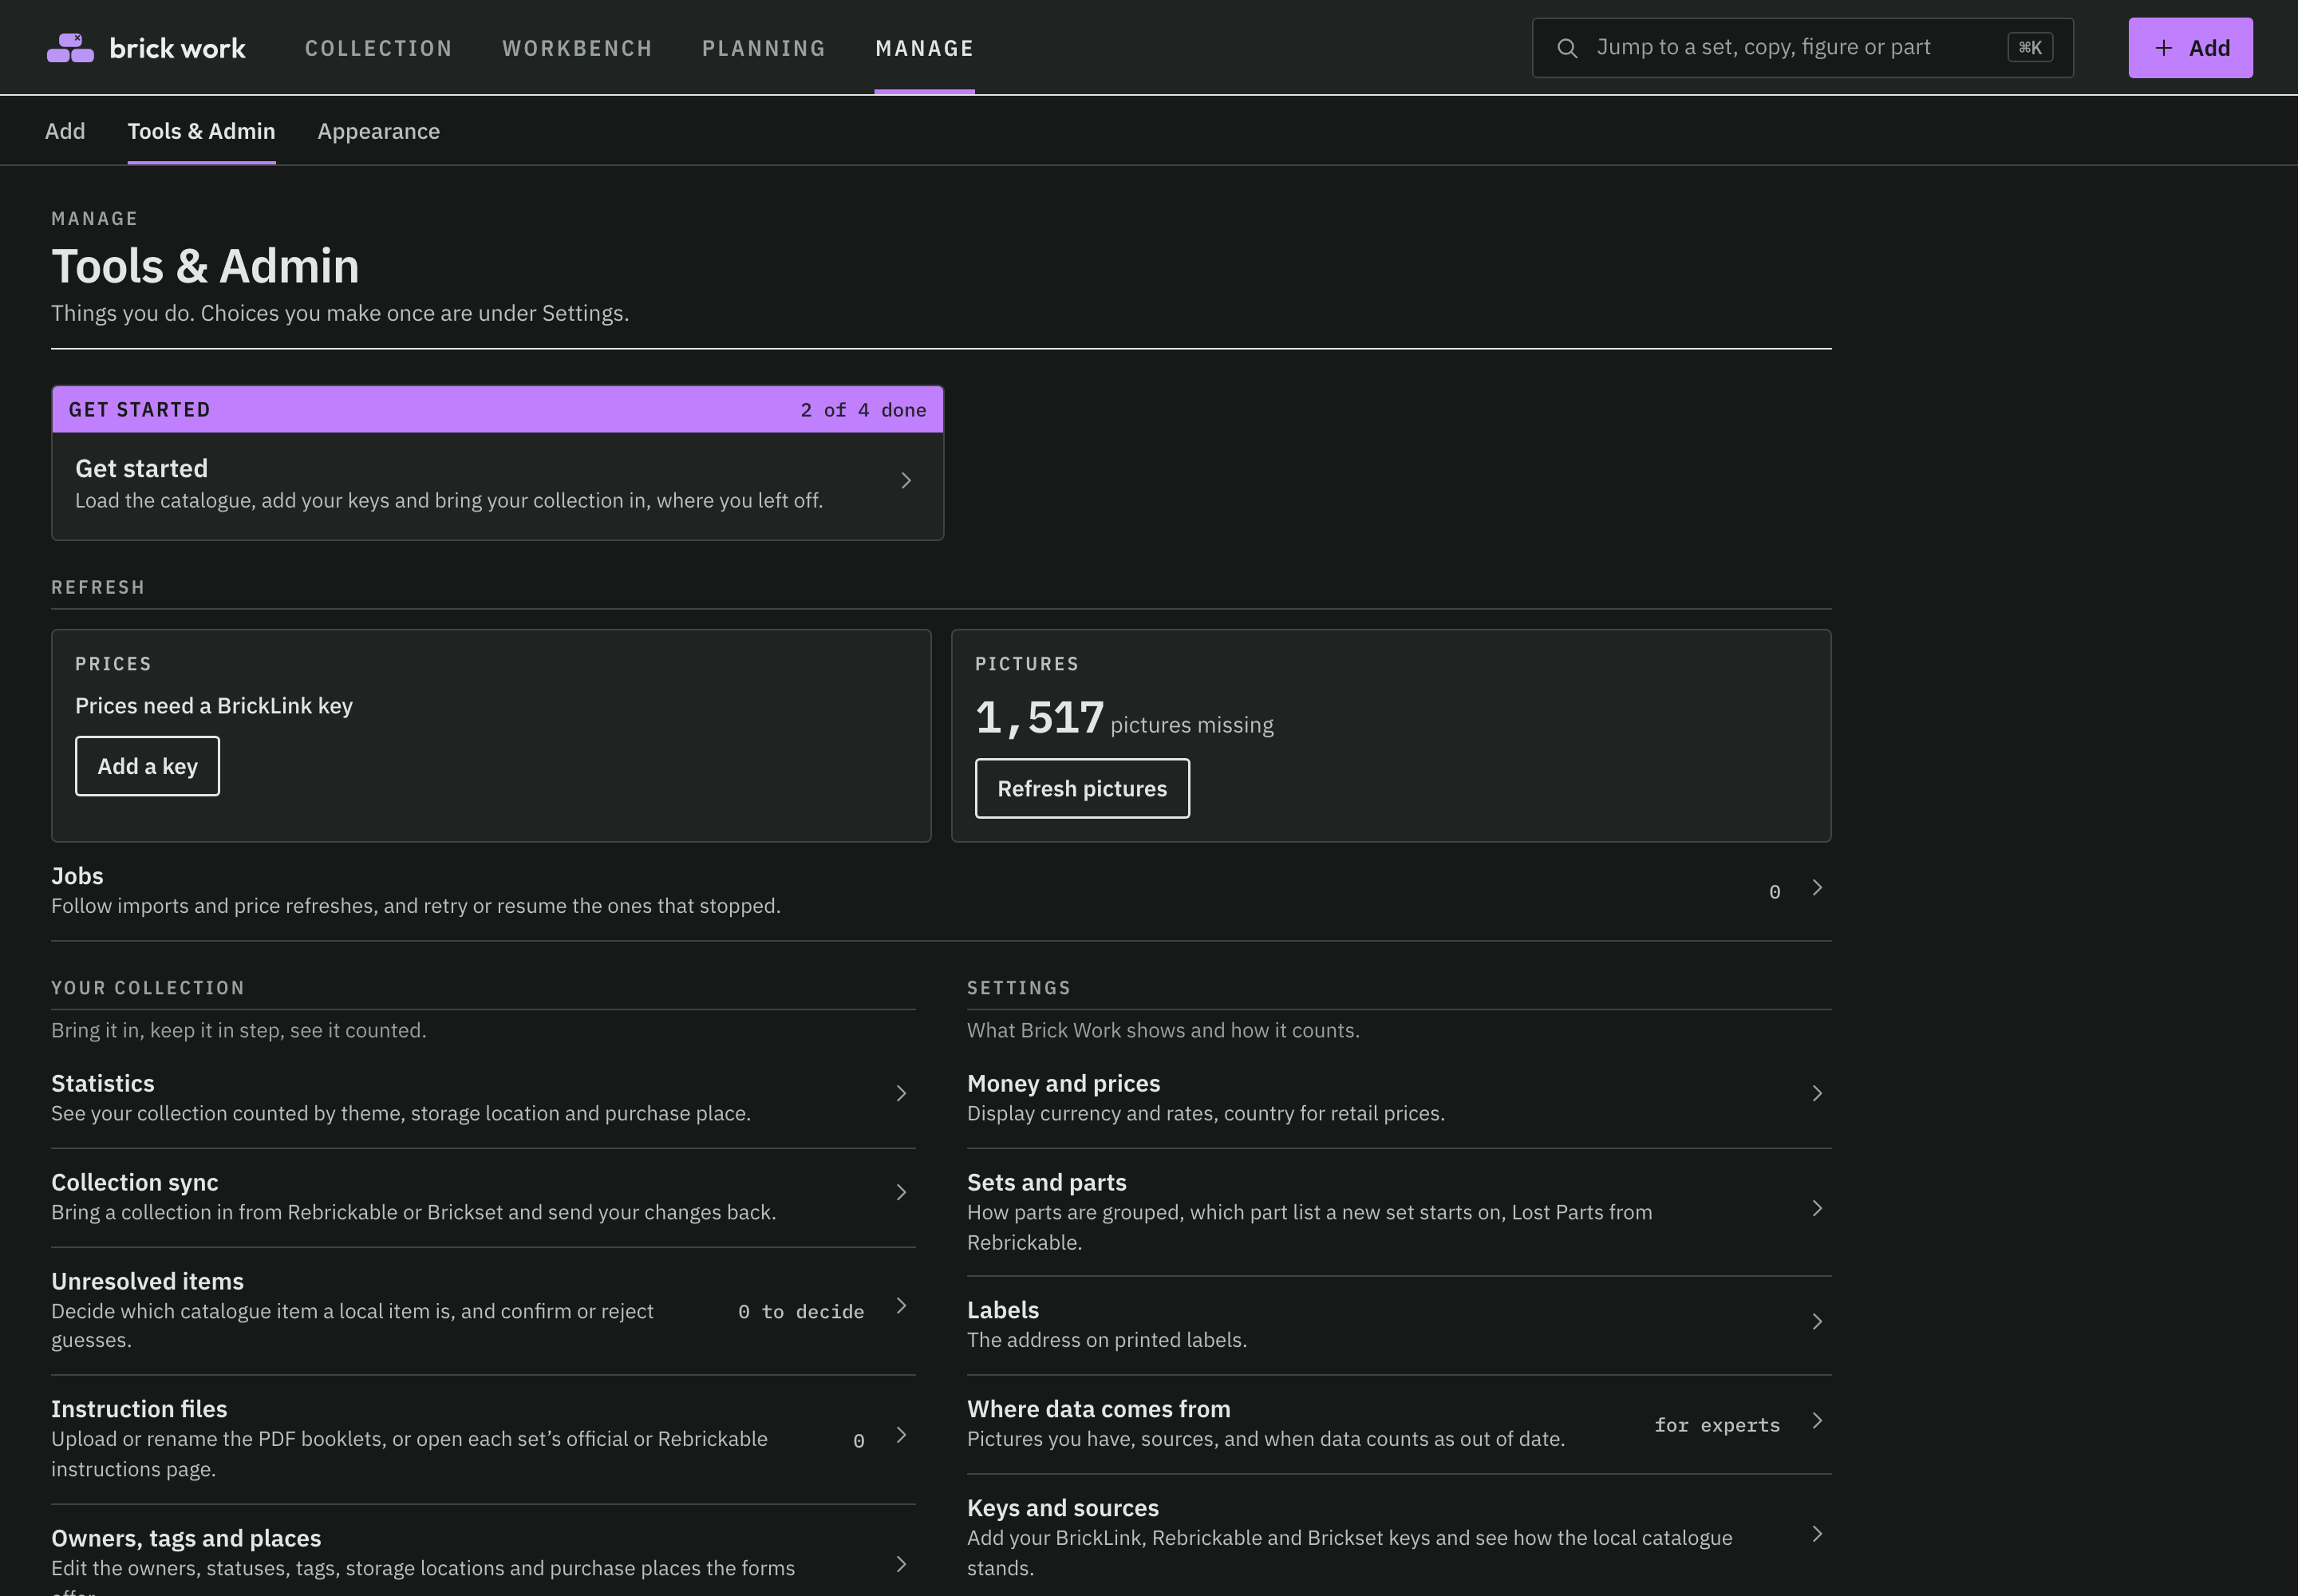 brick work
COLLECTION
WORKBENCH
PLANNING
MANAGE
Jump to a set, copy, figure or part
⌘K
+ Add
Add
Tools & Admin
Appearance
MANAGE
Tools & Admin
Things you do. Choices you make once are under Settings.
GET STARTED
2 of 4 done
Get started
Load the catalogue, add your keys and bring your collection in, where you left off.
REFRESH
PRICES
Prices need a BrickLink key
Add a key
PICTURES
1,517 pictures missing
Refresh pictures
Jobs
Follow imports and price refreshes, and retry or resume the ones that stopped.
0
YOUR COLLECTION
Bring it in, keep it in step, see it counted.
Statistics
See your collection counted by theme, storage location and purchase place.
Collection sync
Bring a collection in from Rebrickable or Brickset and send your changes back.
Unresolved items
Decide which catalogue item a local item is, and confirm or reject
guesses.
0 to decide
Instruction files
Upload or rename the PDF booklets, or open each set’s official or Rebrickable
instructions page.
0
Owners, tags and places
Edit the owners, statuses, tags, storage locations and purchase places the forms
SETTINGS
What Brick Work shows and how it counts.
Money and prices
Display currency and rates, country for retail prices.
Sets and parts
How parts are grouped, which part list a new set starts on, Lost Parts from
Rebrickable.
Labels
The address on printed labels.
Where data comes from
Pictures you have, sources, and when data counts as out of date.
for experts
Keys and sources
Add your BrickLink, Rebrickable and Brickset keys and see how the local catalogue
stands.